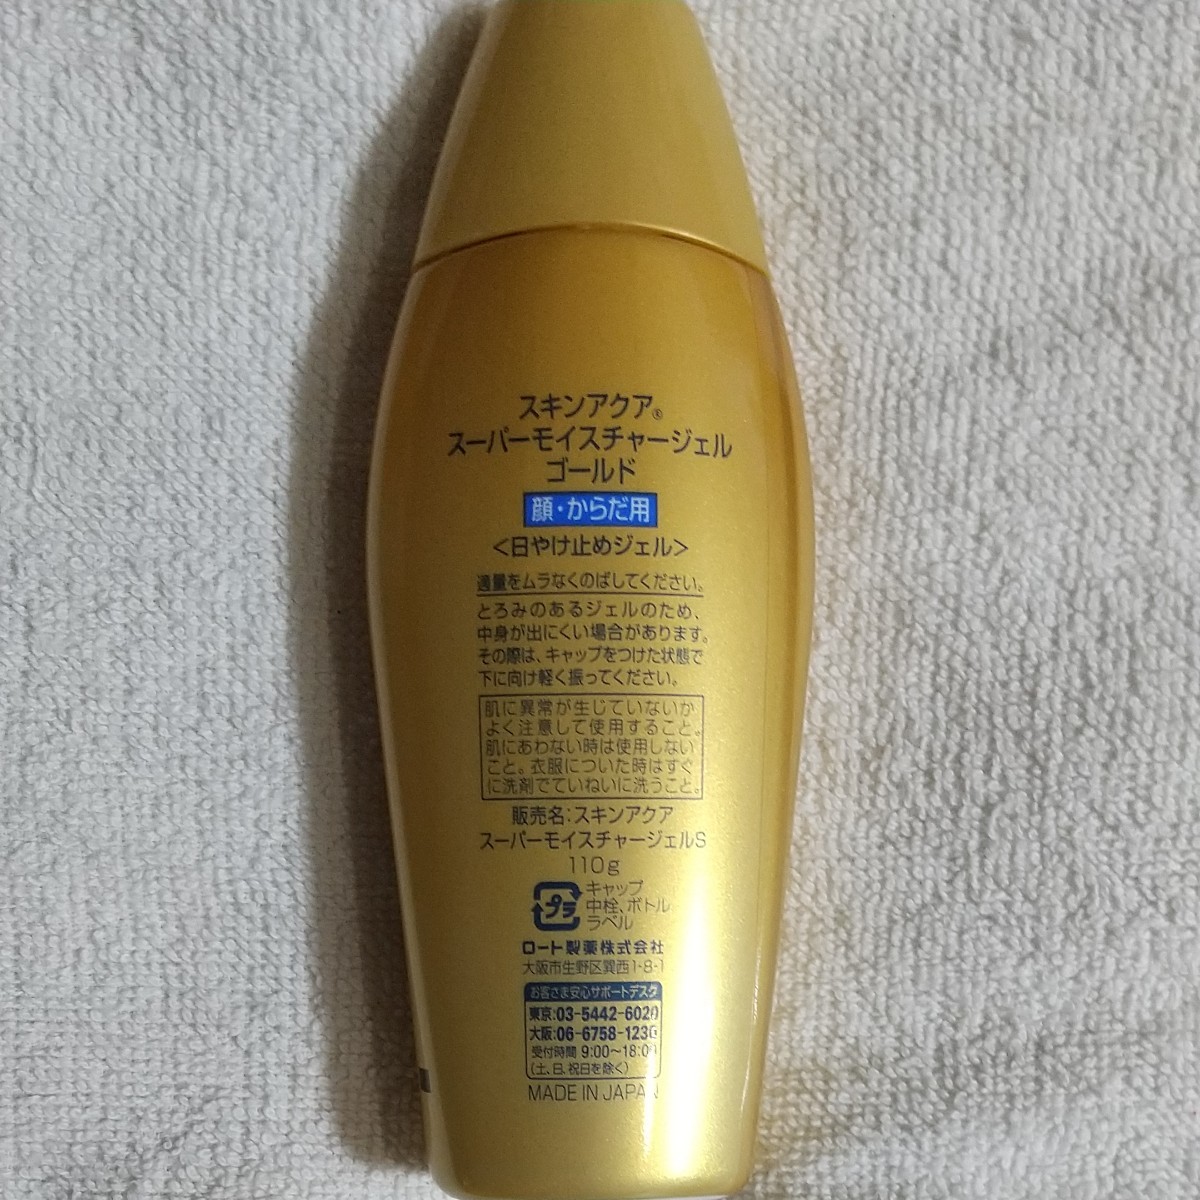 スキンアクア®
スーパーモイスチャージェル
ゴールド
顔・からだ用
<日やけ止めジェル>
適量をムラなくのばしてください。
とろみのあるジェルのため、
中身が出にくい場合があります。
その際は、キャップをつけた状態で
下に向け軽く振ってください。
肌に異常が生じていないか
よく注意して使用すること。
肌にあわない時は使用しない
こと。衣服についた時はすぐ
に洗剤でていねいに洗うこと。
販売名:スキンアクア
スーパーモイスチャージェルS
110g
プラ
キャップ
中栓、ボトル
ラベル
ロート製薬株式会社
大阪市生野区巽西1-8-1
お客さま安心サポートデスク
東京:03-5442-6020
大阪:06-6758-1230
受付時間 9:00~18:00
(土、日、祝日を除く)
MADE IN JAPAN